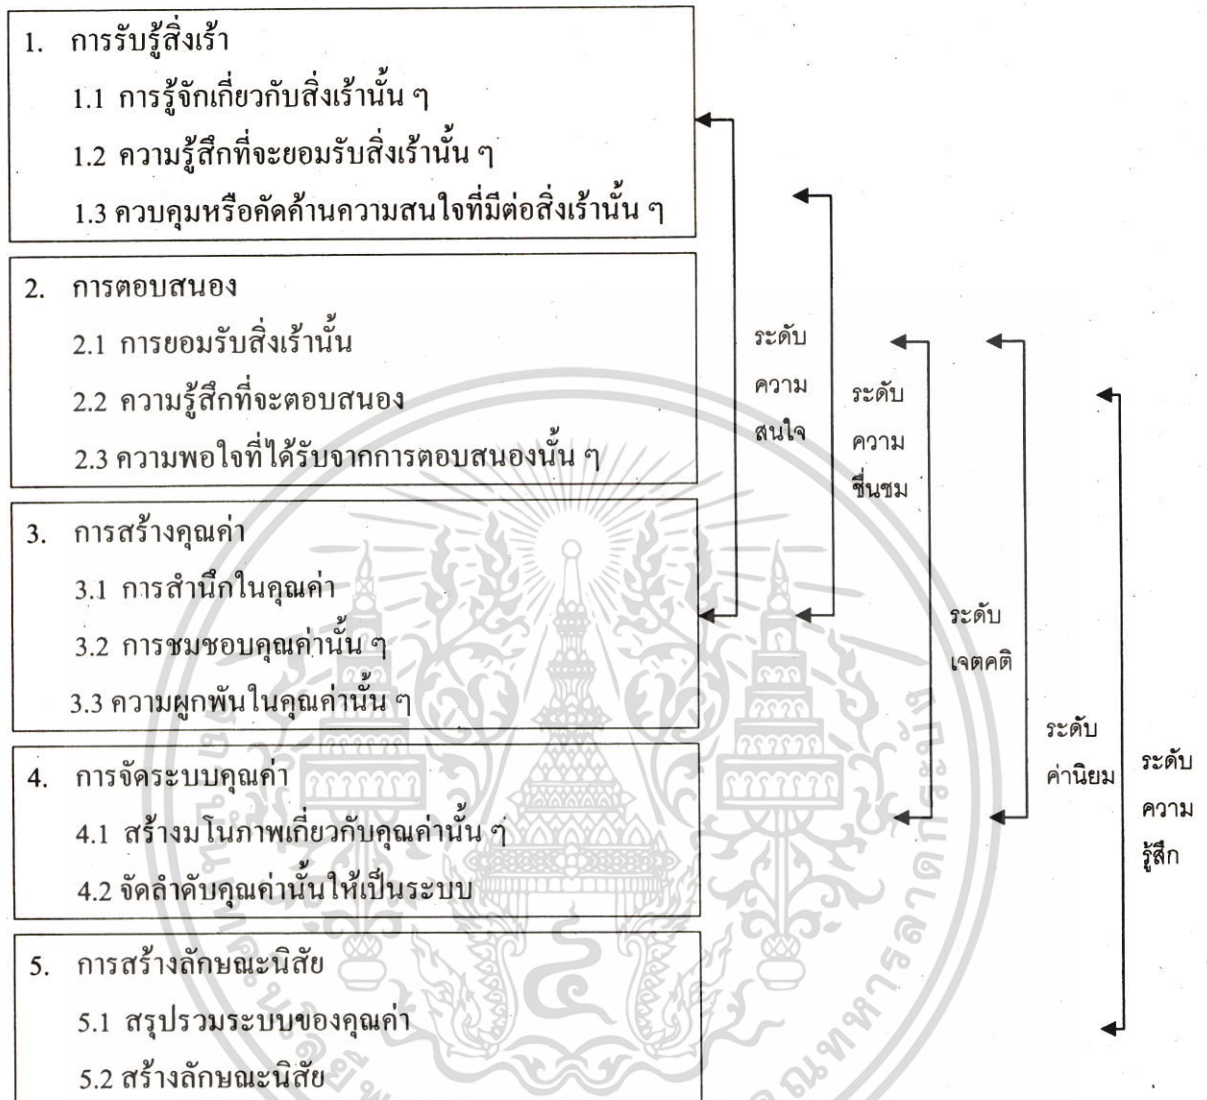 1. การรับรู้สิ่งเร้า
1.1 การรู้จักเกี่ยวกับสิ่งเร้านั้น ๆ
1.2 ความรู้สึกที่จะยอมรับสิ่งเร้านั้น ๆ
1.3 ควบคุมหรือคัดค้านความสนใจที่มีต่อสิ่งเร้านั้น ๆ
2. การตอบสนอง
2.1 การยอมรับสิ่งเร้านั้น
2.2 ความรู้สึกที่จะตอบสนอง
2.3 ความพอใจที่ได้รับจากการตอบสนองนั้น ๆ
3. การสร้างคุณค่า
3.1 การสำนึกในคุณค่า
3.2 การชมชอบคุณค่านั้น ๆ
3.3 ความผูกพันในคุณค่านั้น ๆ
4. การจัดระบบคุณค่า
4.1 สร้างมโนภาพเกี่ยวกับคุณค่านั้น ๆ
4.2 จัดลำดับคุณค่านั้นให้เป็นระบบ
5. การสร้างลักษณะนิสัย
5.1 สรุปรวมระบบของคุณค่า
5.2 สร้างลักษณะนิสัย
ระดับ
ความ
สนใจ
ระดับ
ความ
ชื่นชม
ระดับ
เจตคติ
ระดับ
ค่านิยม
ระดับ
ความ
รู้สึก